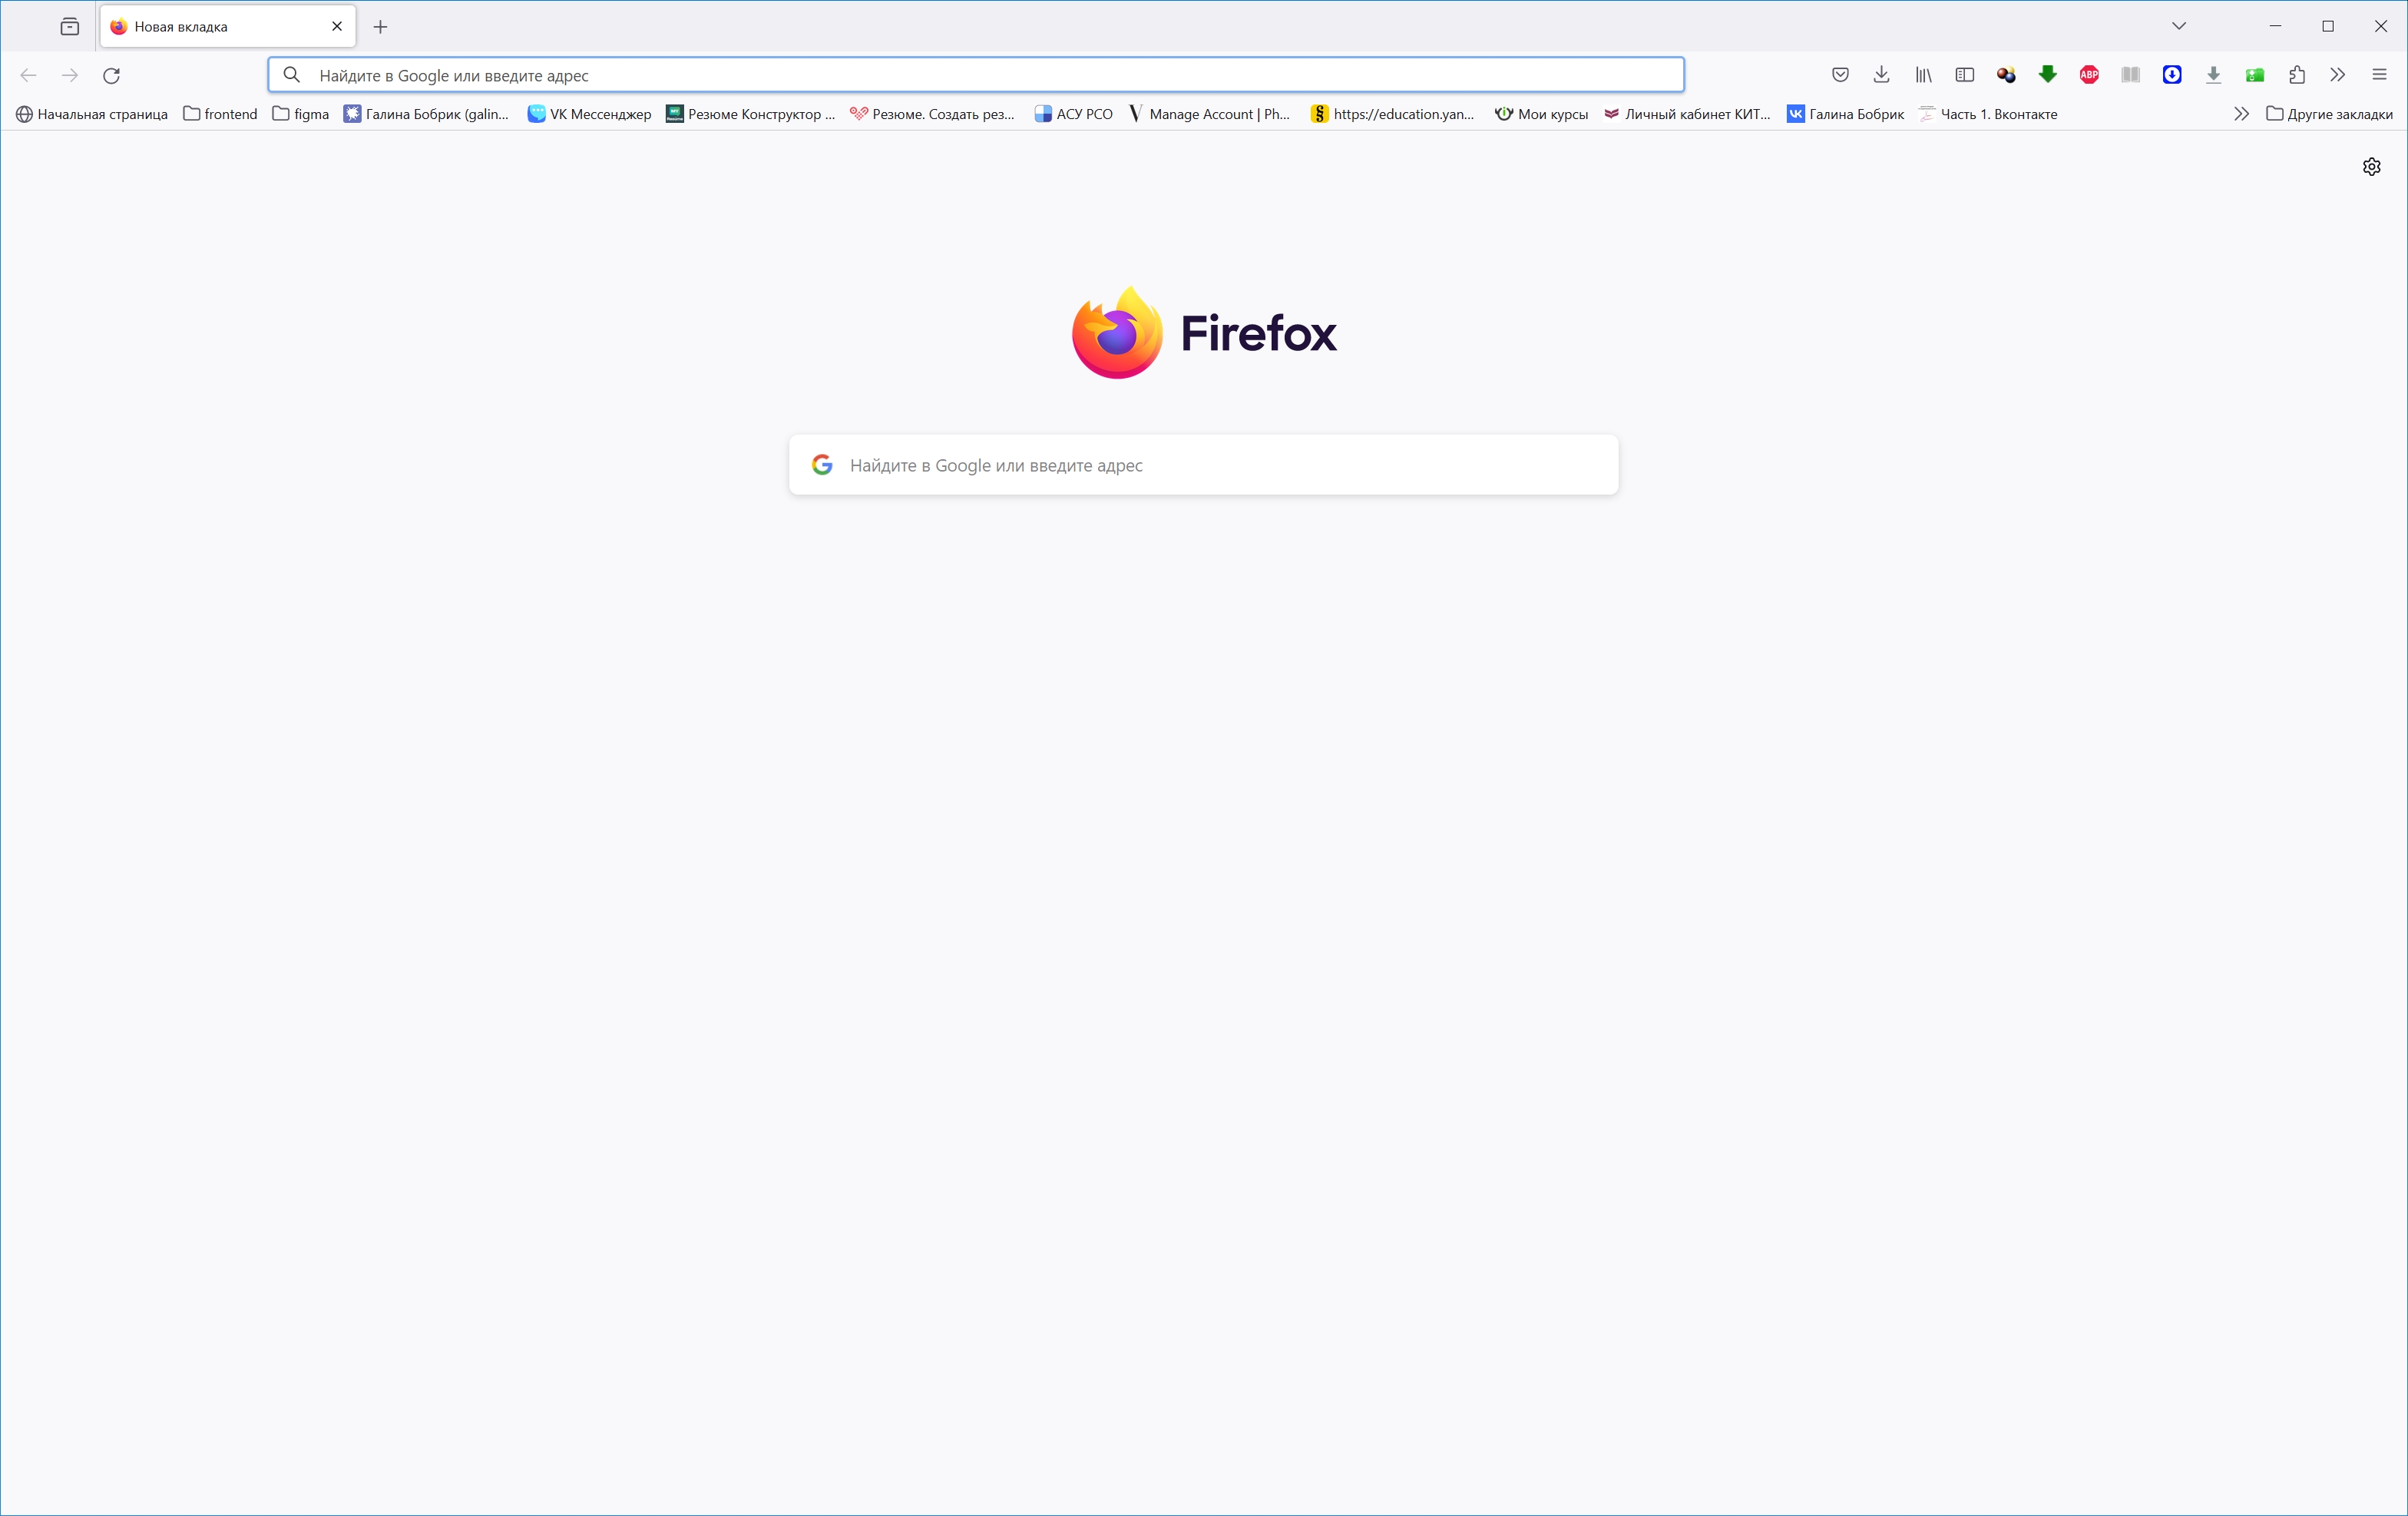 Новая вкладка
Найдите в Google или введите адрес
ABP
Начальная страница frontend figma Галина Бобрик (galin... VK Мессенджер Резюме Конструктор ... Резюме. Создать рез... АСУ РСО Manage Account | Ph... https://education.yan... Мои курсы Личный кабинет КИТ... Галина Бобрик Часть 1. Вконтакте Другие закладки
Firefox
Найдите в Google или введите адрес